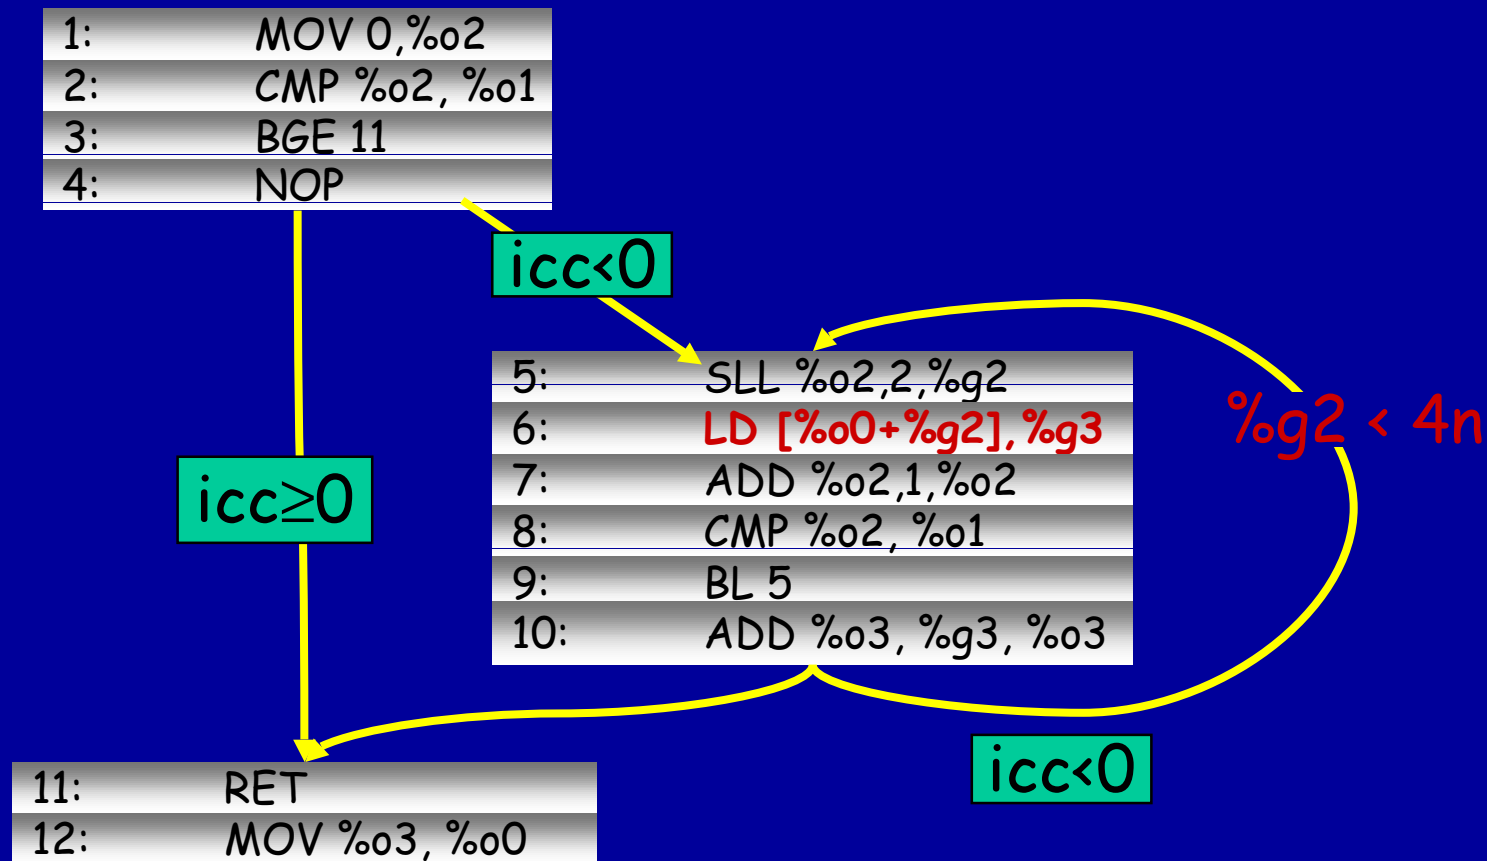 1: MOV 0,%o2
2: CMP %o2, %o1
3: BGE 11
4: NOP
icc<0
5: SLL %o2,2,%g2
6: LD [%o0+%g2],%g3
%g2 < 4n
7: ADD %o2,1,%o2
icc≥0
8: CMP %o2, %o1
9: BL 5
10: ADD %o3, %g3, %o3
icc<0
11: RET
12: MOV %o3, %o0